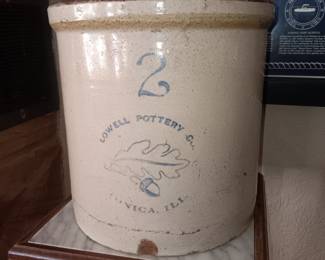 2
LOWELL POTTERY CO.
TONICA, ILL.